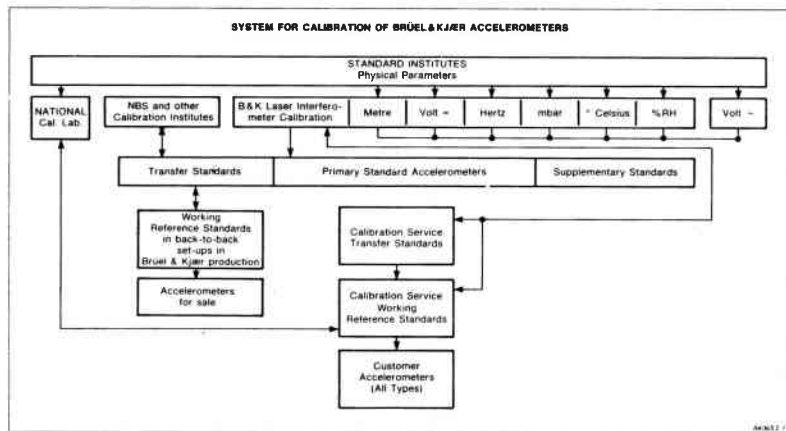 SYSTEM FOR CALIBRATION OF BRÜEL & KJÆR ACCELEROMETERS
STANDARD INSTITUTES
Physical Parameters
NATIONAL
Cal. Lab.
NBS and other
Calibration Institutes
B&K Laser Interfero-
meter Calibration
Metre
Volt =
Hertz
mbar
° Celsius
%RH
Volt ~
Transfer Standards
Primary Standard Accelerometers
Supplementary Standards
Working
Reference Standards
in back-to-back
set-ups in
Brüel & Kjær production
Calibration Service
Transfer Standards
Accelerometers
for sale
Calibration Service
Working
Reference Standards
Customer
Accelerometers
(All Types)